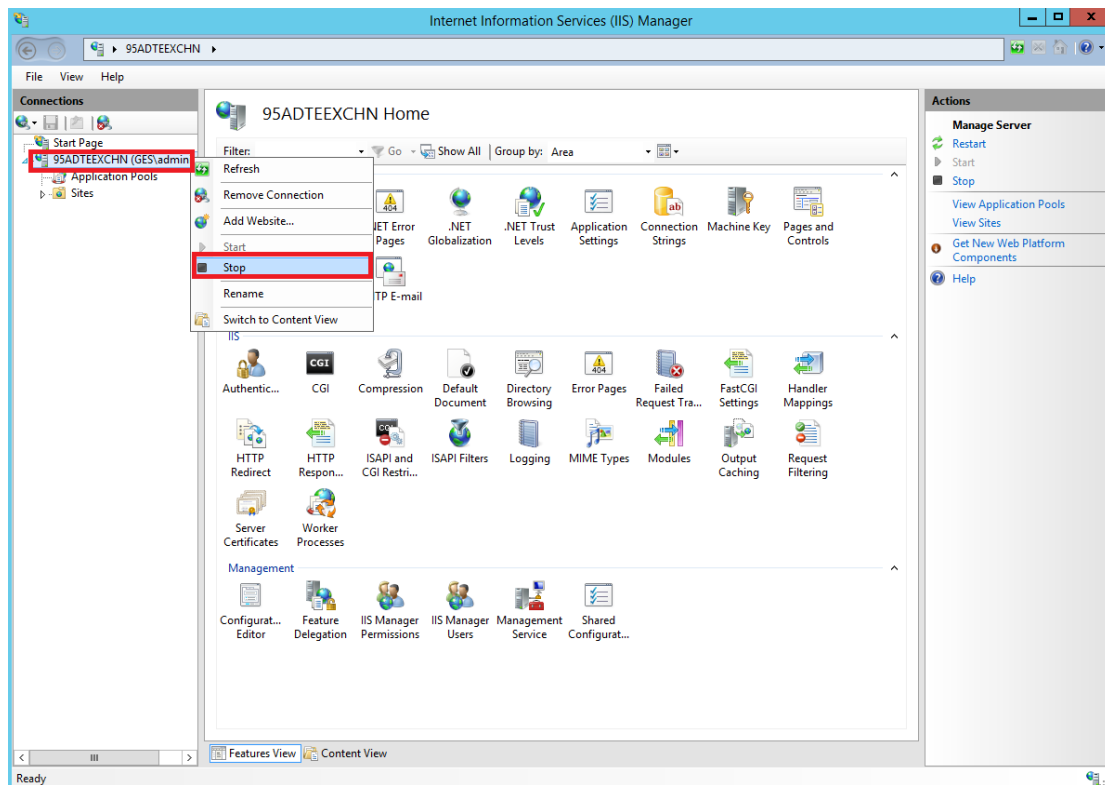 Internet Information Services (IIS) Manager
95ADTEEXCHN
File View Help
Connections
Start Page
95ADTEEXCHN (GES\admin
Application Pools
Sites
Refresh
Remove Connection
Add Website...
Start
Stop
Rename
Switch to Content View
95ADTEEXCHN Home
Filter: Go Show All Group by: Area
.NET Globalization
.NET Trust Levels
Application Settings
Connection Strings
Machine Key
Pages and Controls
Pages
IIS
Authentic...
CGI
Compression
Default Document
Directory Browsing
Error Pages
Failed Request Tra...
FastCGI Settings
Handler Mappings
HTTP Redirect
HTTP Respon...
ISAPI and CGI Restri...
ISAPI Filters
Logging
MIME Types
Modules
Output Caching
Request Filtering
Server Certificates
Worker Processes
Management
Configurat... Editor
Feature Delegation
IIS Manager Permissions
IIS Manager Users
Management Service
Shared Configurat...
Features View Content View
Ready
Actions
Manage Server
Restart
Start
Stop
View Application Pools
View Sites
Get New Web Platform
Components
Help